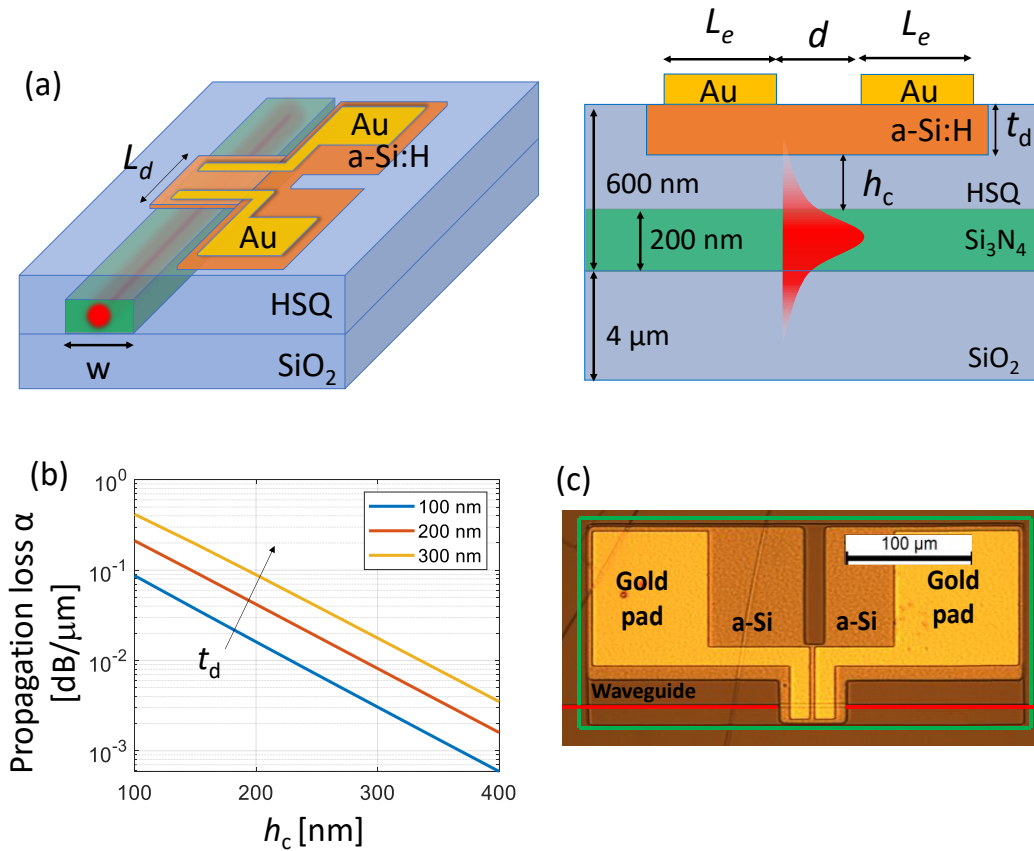 (a)
L_d
Au
a-Si:H
Au
HSQ
SiO₂
w
L_e
d
L_e
Au
Au
a-Si:H
t_d
600 nm
h_c
HSQ
200 nm
Si₃N₄
4 μm
SiO₂
(b)
Propagation loss α
[dB/μm]
10⁰
10⁻¹
10⁻²
10⁻³
100 nm
200 nm
300 nm
t_d
100
200
300
400
h_c [nm]
(c)
100 μm
Gold
pad
a-Si
a-Si
Gold
pad
Waveguide